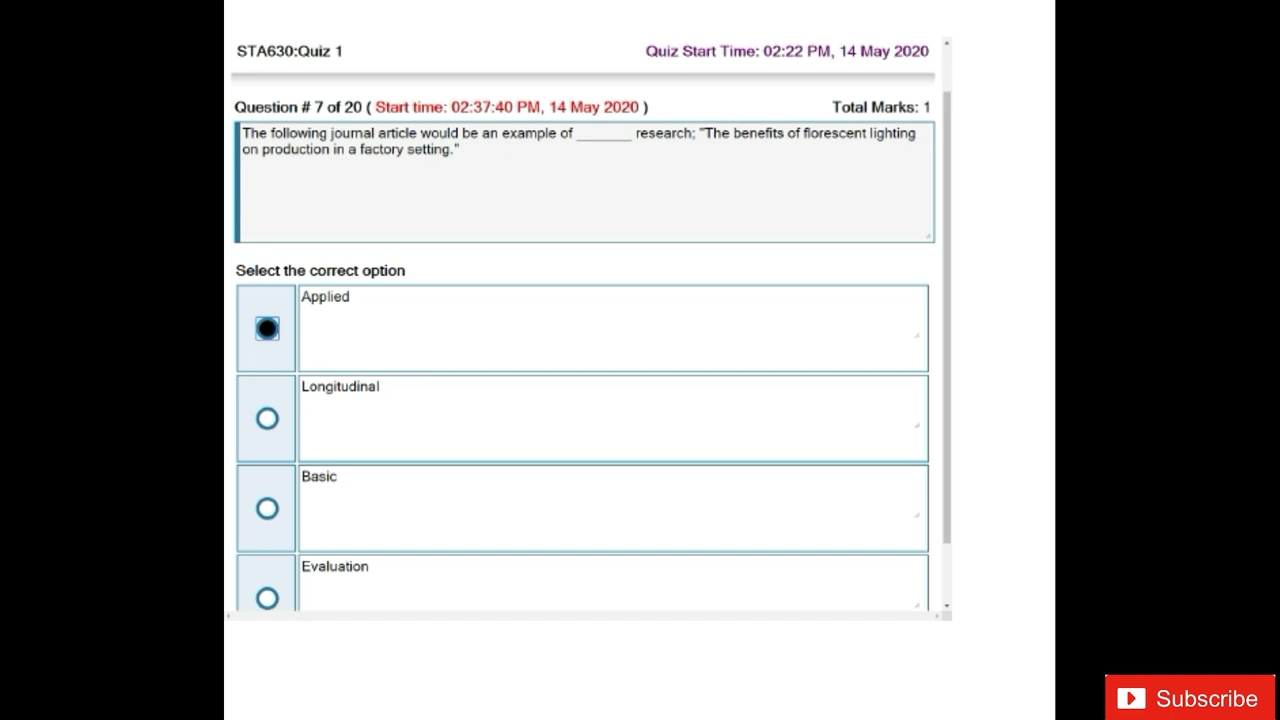 STA630:Quiz 1
Quiz Start Time: 02:22 PM, 14 May 2020
Question # 7 of 20 ( Start time: 02:37:40 PM, 14 May 2020 )
Total Marks: 1
The following journal article would be an example of _______ research; "The benefits of florescent lighting
on production in a factory setting."
Select the correct option
Applied
Longitudinal
Basic
Evaluation
Subscribe